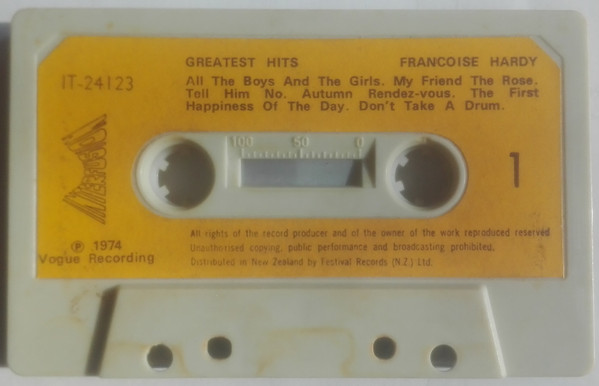 GREATEST HITS FRANCOISE HARDY
IT-24123
All The Boys And The Girls. My Friend The Rose.
Tell Him No. Autumn Rendez-vous. The First
Happiness Of The Day. Don't Take A Drum.
100 50 0
1
INTERFUSION
All rights of the record producer and of the owner of the work reproduced reserved
Unauthorised copying, public performance and broadcasting prohibited.
Distributed in New Zealand by Festival Records (N.Z.) Ltd.
℗ 1974
Vogue Recording